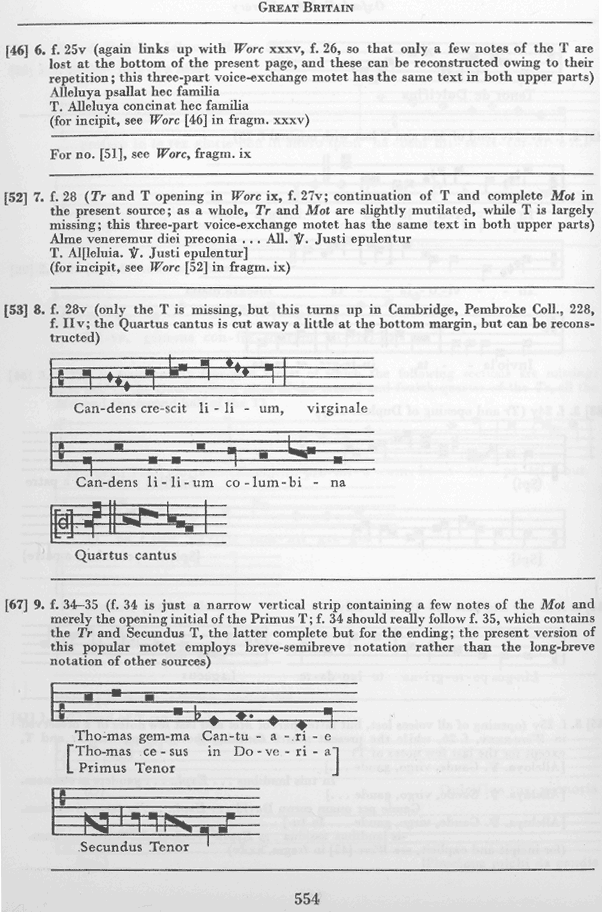 GREAT BRITAIN
[46] 6. f. 25v (again links up with Worc xxxv, f. 26, so that only a few notes of the T are
lost at the bottom of the present page, and these can be reconstructed owing to their
repetition; this three-part voice-exchange motet has the same text in both upper parts)
Alleluya psallat hec familia
T. Alleluya concinat hec familia
(for incipit, see Worc [46] in fragm. xxxv)
For no. [51], see Worc, fragm. ix
[52] 7. f. 28 (Tr and T opening in Worc ix, f. 27v; continuation of T and complete Mot in
the present source; as a whole, Tr and Mot are slightly mutilated, while T is largely
missing; this three-part voice-exchange motet has the same text in both upper parts)
Alme veneremur diei preconia ... All. ℣. Justi epulentur
T. Al[leluia. ℣. Justi epulentur]
(for incipit, see Worc [52] in fragm. ix)
[53] 8. f. 28v (only the T is missing, but this turns up in Cambridge, Pembroke Coll., 228,
f. IIv; the Quartus cantus is cut away a little at the bottom margin, but can be recons-
tructed)
Can-dens cre-scit li - li - um, virginale
Can-dens li - li - um co - lum - bi - na
[d]
Quartus cantus
[67] 9. f. 34-35 (f. 34 is just a narrow vertical strip containing a few notes of the Mot and
merely the opening initial of the Primus T; f. 34 should really follow f. 35, which contains
the Tr and Secundus T, the latter complete but for the ending; the present version of
this popular motet employs breve-semibreve notation rather than the long-breve
notation of other sources)
Tho-mas gem-ma Can-tu - a - ri - e
[Tho-mas ce - sus in Do - ve - ri - a]
Primus Tenor
Secundus Tenor
554